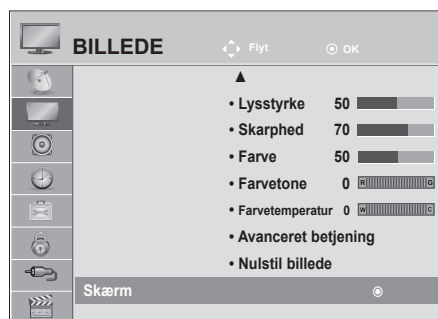 BILLEDE Flyt OK
• Lysstyrke 50
• Skarphed 70
• Farve 50
• Farvetone 0 R G
• Farvetemperatur 0 W C
• Avanceret betjening
• Nulstil billede
Skærm